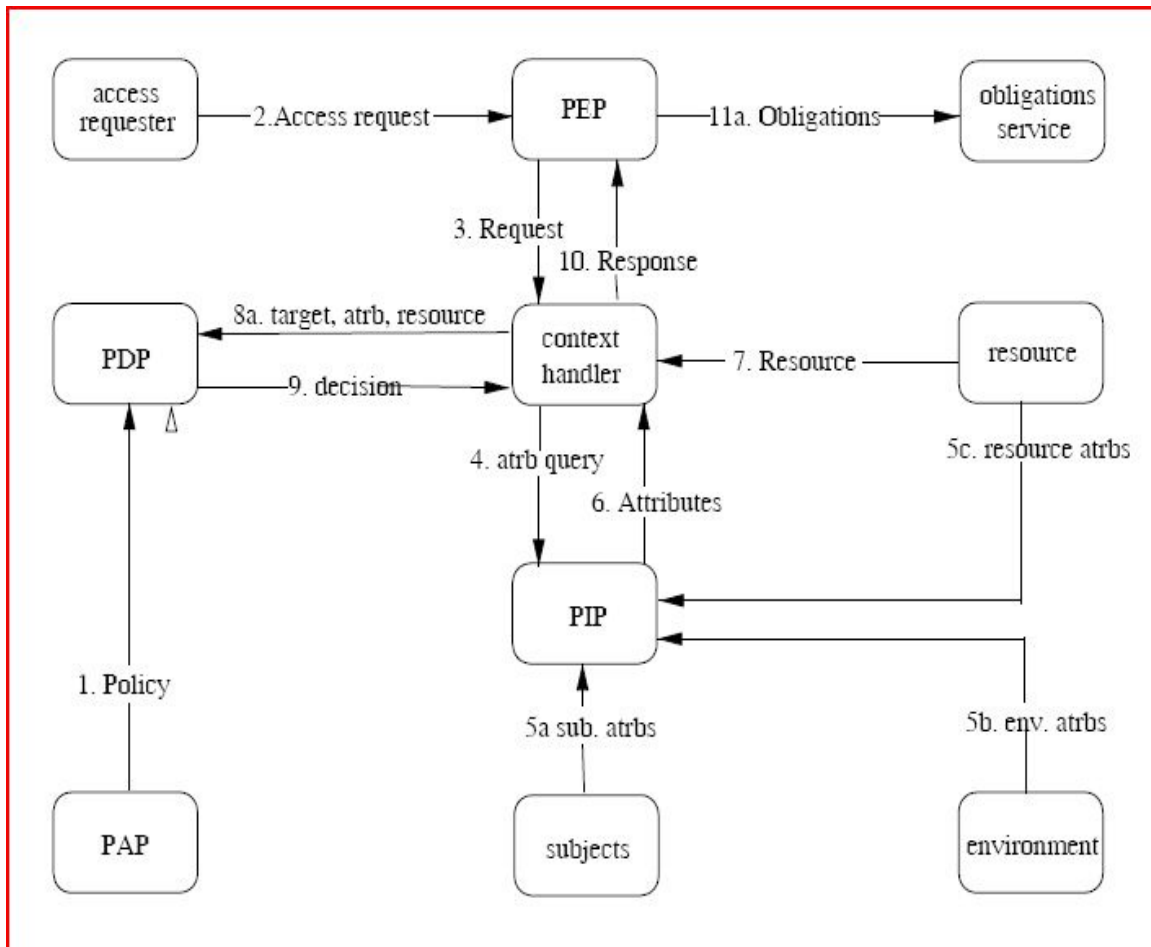 access
requester
2.Access request
PEP
11a. Obligations
obligations
service
3. Request
10. Response
8a. target, atrb, resource
PDP
context
handler
7. Resource
resource
9. decision
4. atrb query
5c. resource atrbs
6. Attributes
PIP
1. Policy
5a sub. atrbs
5b. env. atrbs
PAP
subjects
environment